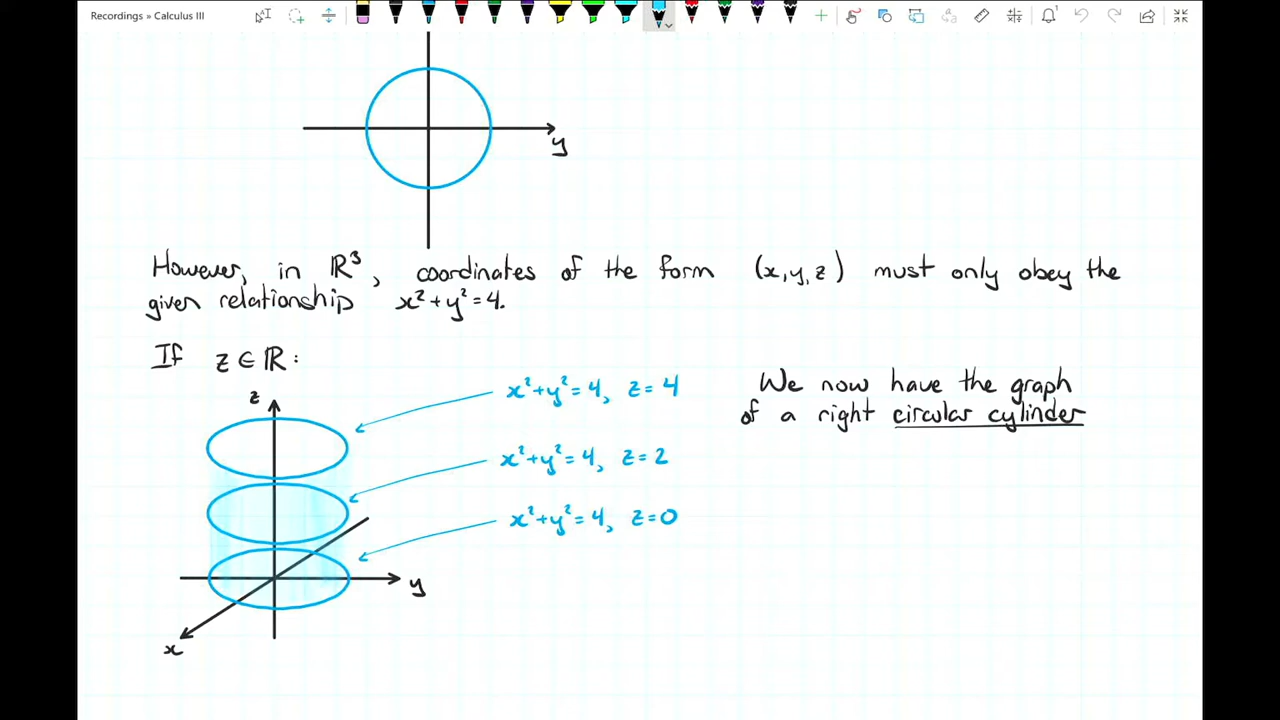 Recordings » Calculus III
y
However, in ℝ³, coordinates of the form (x, y, z) must only obey the
given relationship x² + y² = 4.
If z ∈ ℝ:
z
x² + y² = 4, z = 4
We now have the graph
of a right circular cylinder
x² + y² = 4, z = 2
x² + y² = 4, z = 0
y
x